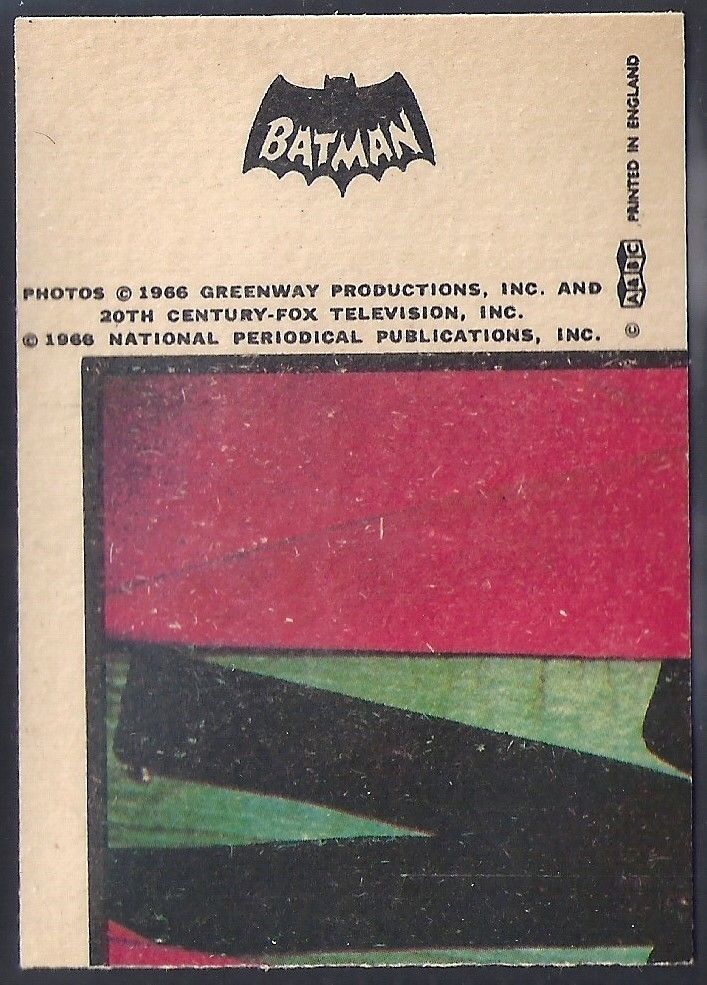 BATMAN
PRINTED IN ENGLAND
A&BC
PHOTOS © 1966 GREENWAY PRODUCTIONS, INC. AND
20TH CENTURY-FOX TELEVISION, INC.
© 1966 NATIONAL PERIODICAL PUBLICATIONS, INC.
©